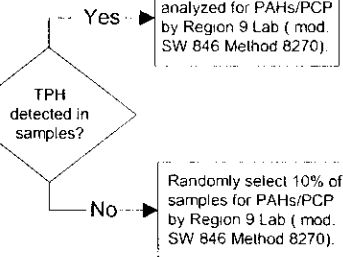 analyzed for PAHs/PCP
Yes
by Region 9 Lab ( mod.
SW 846 Method 8270).
TPH
detected in
samples?
Randomly select 10% of
samples for PAHs/PCP
No
by Region 9 Lab ( mod.
SW 846 Method 8270).